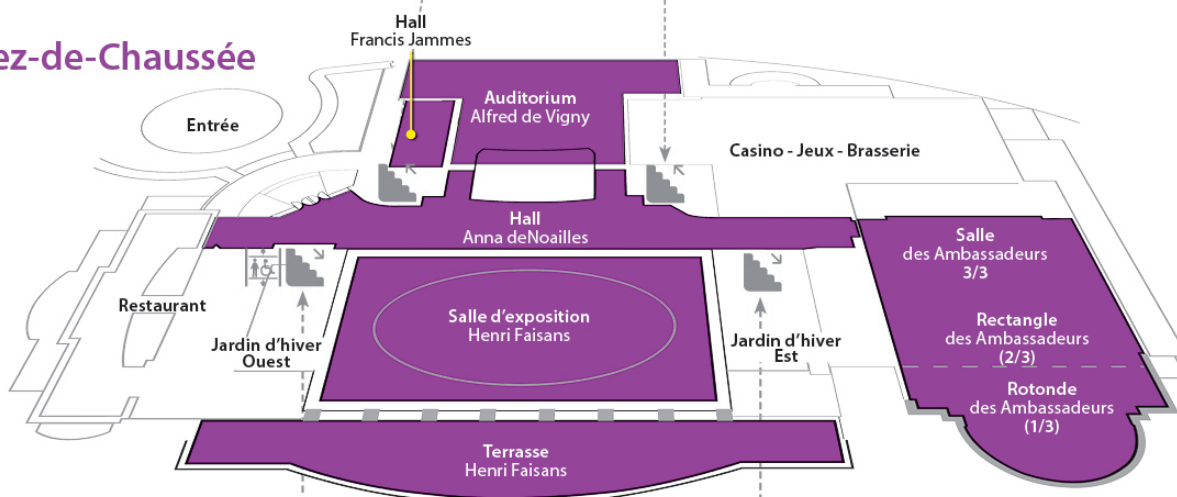 Hall
Francis Jammes
ez-de-Chaussée
Auditorium
Alfred de Vigny
Entrée
Casino - Jeux - Brasserie
Hall
Anna deNoailles
Salle
des Ambassadeurs
3/3
Restaurant
Salle d'exposition
Henri Faisans
Rectangle
des Ambassadeurs
(2/3)
Jardin d'hiver
Ouest
Jardin d'hiver
Est
Rotonde
des Ambassadeurs
(1/3)
Terrasse
Henri Faisans